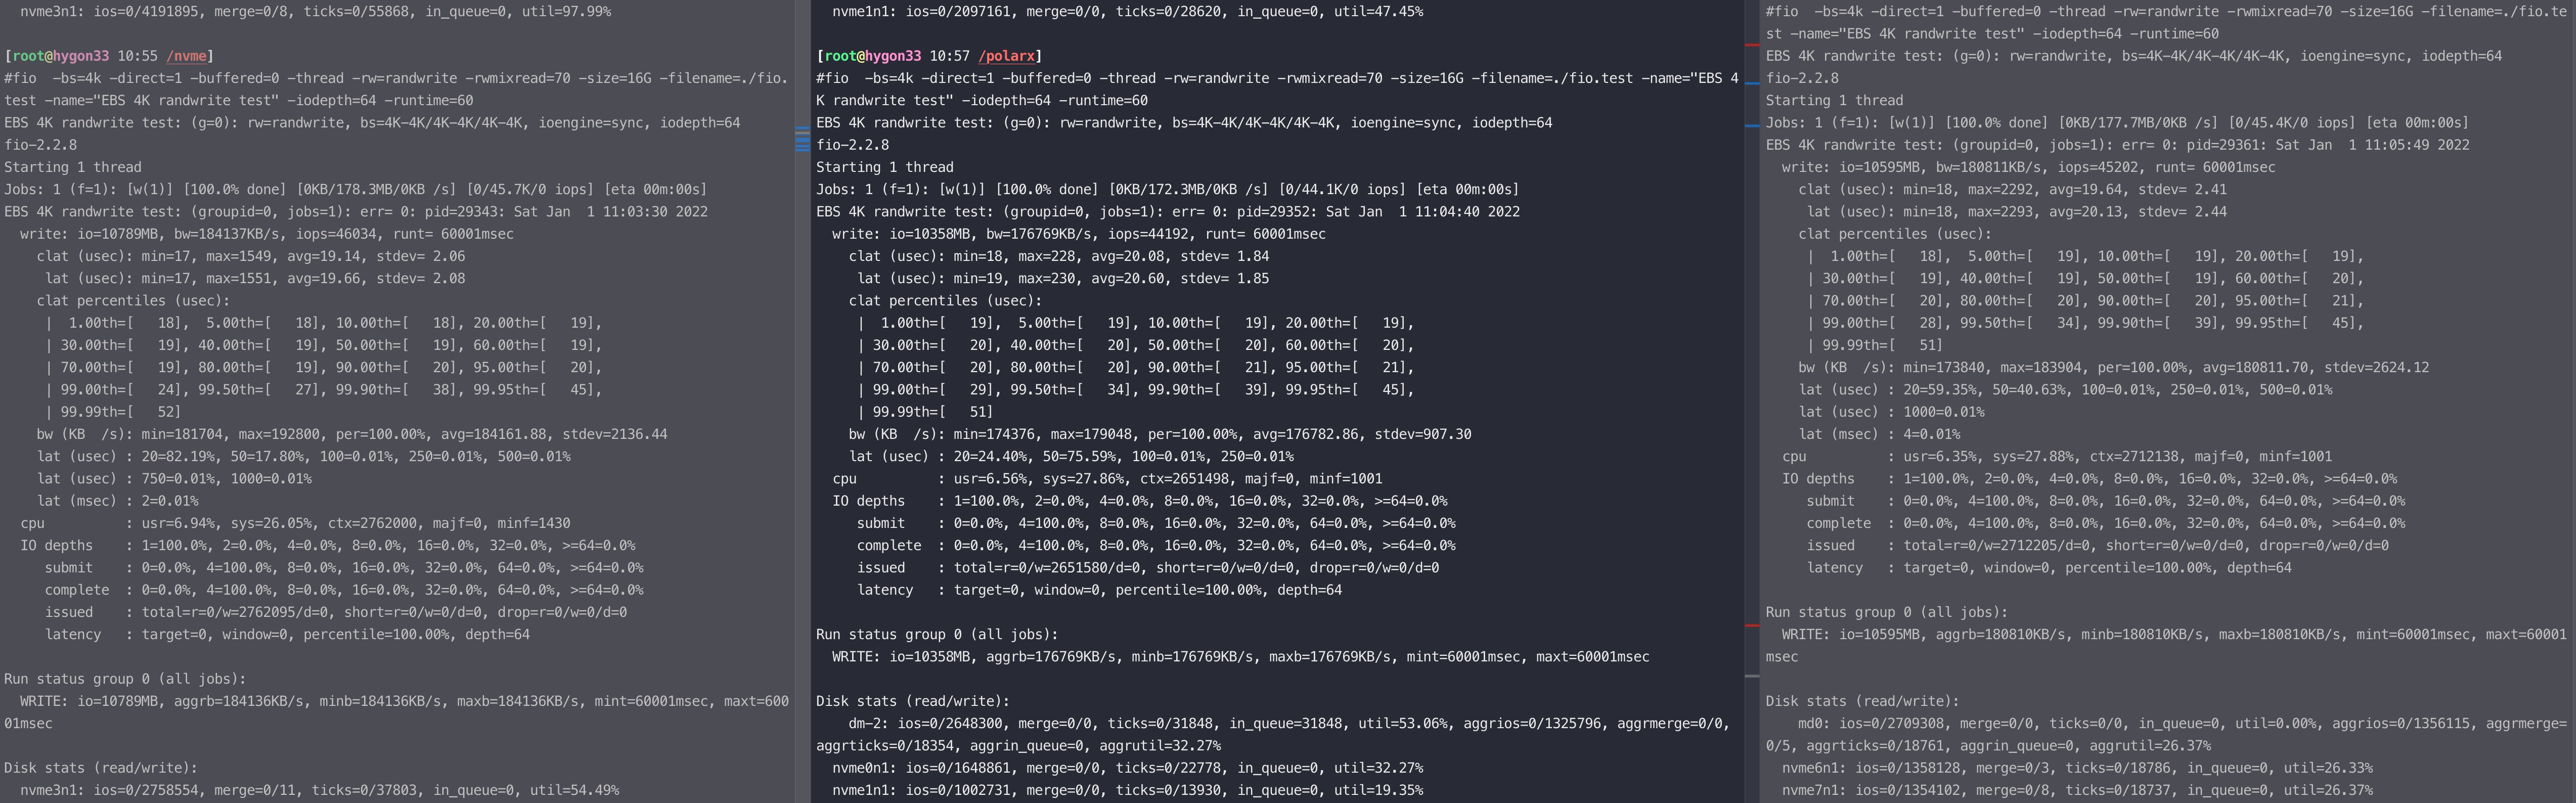 nvme3n1: ios=0/4191895, merge=0/8, ticks=0/55868, in_queue=0, util=97.99%
[root@hygon33 10:55 /nvme]
#fio  -bs=4k -direct=1 -buffered=0 -thread -rw=randwrite -rwmixread=70 -size=16G -filename=./fio.
test -name="EBS 4K randwrite test" -iodepth=64 -runtime=60
EBS 4K randwrite test: (g=0): rw=randwrite, bs=4K-4K/4K-4K/4K-4K, ioengine=sync, iodepth=64
fio-2.2.8
Starting 1 thread
Jobs: 1 (f=1): [w(1)] [100.0% done] [0KB/178.3MB/0KB /s] [0/45.7K/0 iops] [eta 00m:00s]
EBS 4K randwrite test: (groupid=0, jobs=1): err= 0: pid=29343: Sat Jan  1 11:03:30 2022
  write: io=10789MB, bw=184137KB/s, iops=46034, runt= 60001msec
    clat (usec): min=17, max=1549, avg=19.14, stdev= 2.06
     lat (usec): min=17, max=1551, avg=19.66, stdev= 2.08
    clat percentiles (usec):
     |  1.00th=[   18],  5.00th=[   18], 10.00th=[   18], 20.00th=[   19],
     | 30.00th=[   19], 40.00th=[   19], 50.00th=[   19], 60.00th=[   19],
     | 70.00th=[   19], 80.00th=[   19], 90.00th=[   20], 95.00th=[   20],
     | 99.00th=[   24], 99.50th=[   27], 99.90th=[   38], 99.95th=[   45],
     | 99.99th=[   52]
    bw (KB  /s): min=181704, max=192800, per=100.00%, avg=184161.88, stdev=2136.44
    lat (usec) : 20=82.19%, 50=17.80%, 100=0.01%, 250=0.01%, 500=0.01%
    lat (usec) : 750=0.01%, 1000=0.01%
    lat (msec) : 2=0.01%
  cpu          : usr=6.94%, sys=26.05%, ctx=2762000, majf=0, minf=1430
  IO depths    : 1=100.0%, 2=0.0%, 4=0.0%, 8=0.0%, 16=0.0%, 32=0.0%, >=64=0.0%
     submit    : 0=0.0%, 4=100.0%, 8=0.0%, 16=0.0%, 32=0.0%, 64=0.0%, >=64=0.0%
     complete  : 0=0.0%, 4=100.0%, 8=0.0%, 16=0.0%, 32=0.0%, 64=0.0%, >=64=0.0%
     issued    : total=r=0/w=2762095/d=0, short=r=0/w=0/d=0, drop=r=0/w=0/d=0
     latency   : target=0, window=0, percentile=100.00%, depth=64
Run status group 0 (all jobs):
  WRITE: io=10789MB, aggrb=184136KB/s, minb=184136KB/s, maxb=184136KB/s, mint=60001msec, maxt=600
01msec
Disk stats (read/write):
  nvme3n1: ios=0/2758554, merge=0/11, ticks=0/37803, in_queue=0, util=54.49%
  nvme1n1: ios=0/2097161, merge=0/0, ticks=0/28620, in_queue=0, util=47.45%
[root@hygon33 10:57 /polarx]
#fio  -bs=4k -direct=1 -buffered=0 -thread -rw=randwrite -rwmixread=70 -size=16G -filename=./fio.test -name="EBS 4
K randwrite test" -iodepth=64 -runtime=60
EBS 4K randwrite test: (g=0): rw=randwrite, bs=4K-4K/4K-4K/4K-4K, ioengine=sync, iodepth=64
fio-2.2.8
Starting 1 thread
Jobs: 1 (f=1): [w(1)] [100.0% done] [0KB/172.3MB/0KB /s] [0/44.1K/0 iops] [eta 00m:00s]
EBS 4K randwrite test: (groupid=0, jobs=1): err= 0: pid=29352: Sat Jan  1 11:04:40 2022
  write: io=10358MB, bw=176769KB/s, iops=44192, runt= 60001msec
    clat (usec): min=18, max=228, avg=20.08, stdev= 1.84
     lat (usec): min=19, max=230, avg=20.60, stdev= 1.85
    clat percentiles (usec):
     |  1.00th=[   19],  5.00th=[   19], 10.00th=[   19], 20.00th=[   19],
     | 30.00th=[   20], 40.00th=[   20], 50.00th=[   20], 60.00th=[   20],
     | 70.00th=[   20], 80.00th=[   20], 90.00th=[   21], 95.00th=[   21],
     | 99.00th=[   29], 99.50th=[   34], 99.90th=[   39], 99.95th=[   45],
     | 99.99th=[   51]
    bw (KB  /s): min=174376, max=179048, per=100.00%, avg=176782.86, stdev=907.30
    lat (usec) : 20=24.40%, 50=75.59%, 100=0.01%, 250=0.01%
  cpu          : usr=6.56%, sys=27.86%, ctx=2651498, majf=0, minf=1001
  IO depths    : 1=100.0%, 2=0.0%, 4=0.0%, 8=0.0%, 16=0.0%, 32=0.0%, >=64=0.0%
     submit    : 0=0.0%, 4=100.0%, 8=0.0%, 16=0.0%, 32=0.0%, 64=0.0%, >=64=0.0%
     complete  : 0=0.0%, 4=100.0%, 8=0.0%, 16=0.0%, 32=0.0%, 64=0.0%, >=64=0.0%
     issued    : total=r=0/w=2651580/d=0, short=r=0/w=0/d=0, drop=r=0/w=0/d=0
     latency   : target=0, window=0, percentile=100.00%, depth=64
Run status group 0 (all jobs):
  WRITE: io=10358MB, aggrb=176769KB/s, minb=176769KB/s, maxb=176769KB/s, mint=60001msec, maxt=60001msec
Disk stats (read/write):
    dm-2: ios=0/2648300, merge=0/0, ticks=0/31848, in_queue=31848, util=53.06%, aggrios=0/1325796, aggrmerge=0/0,
aggrticks=0/18354, aggrin_queue=0, aggrutil=32.27%
  nvme0n1: ios=0/1648861, merge=0/0, ticks=0/22778, in_queue=0, util=32.27%
  nvme1n1: ios=0/1002731, merge=0/0, ticks=0/13930, in_queue=0, util=19.35%
#fio  -bs=4k -direct=1 -buffered=0 -thread -rw=randwrite -rwmixread=70 -size=16G -filename=./fio.te
st -name="EBS 4K randwrite test" -iodepth=64 -runtime=60
EBS 4K randwrite test: (g=0): rw=randwrite, bs=4K-4K/4K-4K/4K-4K, ioengine=sync, iodepth=64
fio-2.2.8
Starting 1 thread
Jobs: 1 (f=1): [w(1)] [100.0% done] [0KB/177.7MB/0KB /s] [0/45.4K/0 iops] [eta 00m:00s]
EBS 4K randwrite test: (groupid=0, jobs=1): err= 0: pid=29361: Sat Jan  1 11:05:49 2022
  write: io=10595MB, bw=180811KB/s, iops=45202, runt= 60001msec
    clat (usec): min=18, max=2292, avg=19.64, stdev= 2.41
     lat (usec): min=18, max=2293, avg=20.13, stdev= 2.44
    clat percentiles (usec):
     |  1.00th=[   18],  5.00th=[   19], 10.00th=[   19], 20.00th=[   19],
     | 30.00th=[   19], 40.00th=[   19], 50.00th=[   19], 60.00th=[   20],
     | 70.00th=[   20], 80.00th=[   20], 90.00th=[   20], 95.00th=[   21],
     | 99.00th=[   28], 99.50th=[   34], 99.90th=[   39], 99.95th=[   45],
     | 99.99th=[   51]
    bw (KB  /s): min=173840, max=183904, per=100.00%, avg=180811.70, stdev=2624.12
    lat (usec) : 20=59.35%, 50=40.63%, 100=0.01%, 250=0.01%, 500=0.01%
    lat (usec) : 1000=0.01%
    lat (msec) : 4=0.01%
  cpu          : usr=6.35%, sys=27.88%, ctx=2712138, majf=0, minf=1001
  IO depths    : 1=100.0%, 2=0.0%, 4=0.0%, 8=0.0%, 16=0.0%, 32=0.0%, >=64=0.0%
     submit    : 0=0.0%, 4=100.0%, 8=0.0%, 16=0.0%, 32=0.0%, 64=0.0%, >=64=0.0%
     complete  : 0=0.0%, 4=100.0%, 8=0.0%, 16=0.0%, 32=0.0%, 64=0.0%, >=64=0.0%
     issued    : total=r=0/w=2712205/d=0, short=r=0/w=0/d=0, drop=r=0/w=0/d=0
     latency   : target=0, window=0, percentile=100.00%, depth=64
Run status group 0 (all jobs):
  WRITE: io=10595MB, aggrb=180810KB/s, minb=180810KB/s, maxb=180810KB/s, mint=60001msec, maxt=60001
msec
Disk stats (read/write):
    md0: ios=0/2709308, merge=0/0, ticks=0/0, in_queue=0, util=0.00%, aggrios=0/1356115, aggrmerge=
0/5, aggrticks=0/18761, aggrin_queue=0, aggrutil=26.37%
  nvme6n1: ios=0/1358128, merge=0/3, ticks=0/18786, in_queue=0, util=26.33%
  nvme7n1: ios=0/1354102, merge=0/8, ticks=0/18737, in_queue=0, util=26.37%